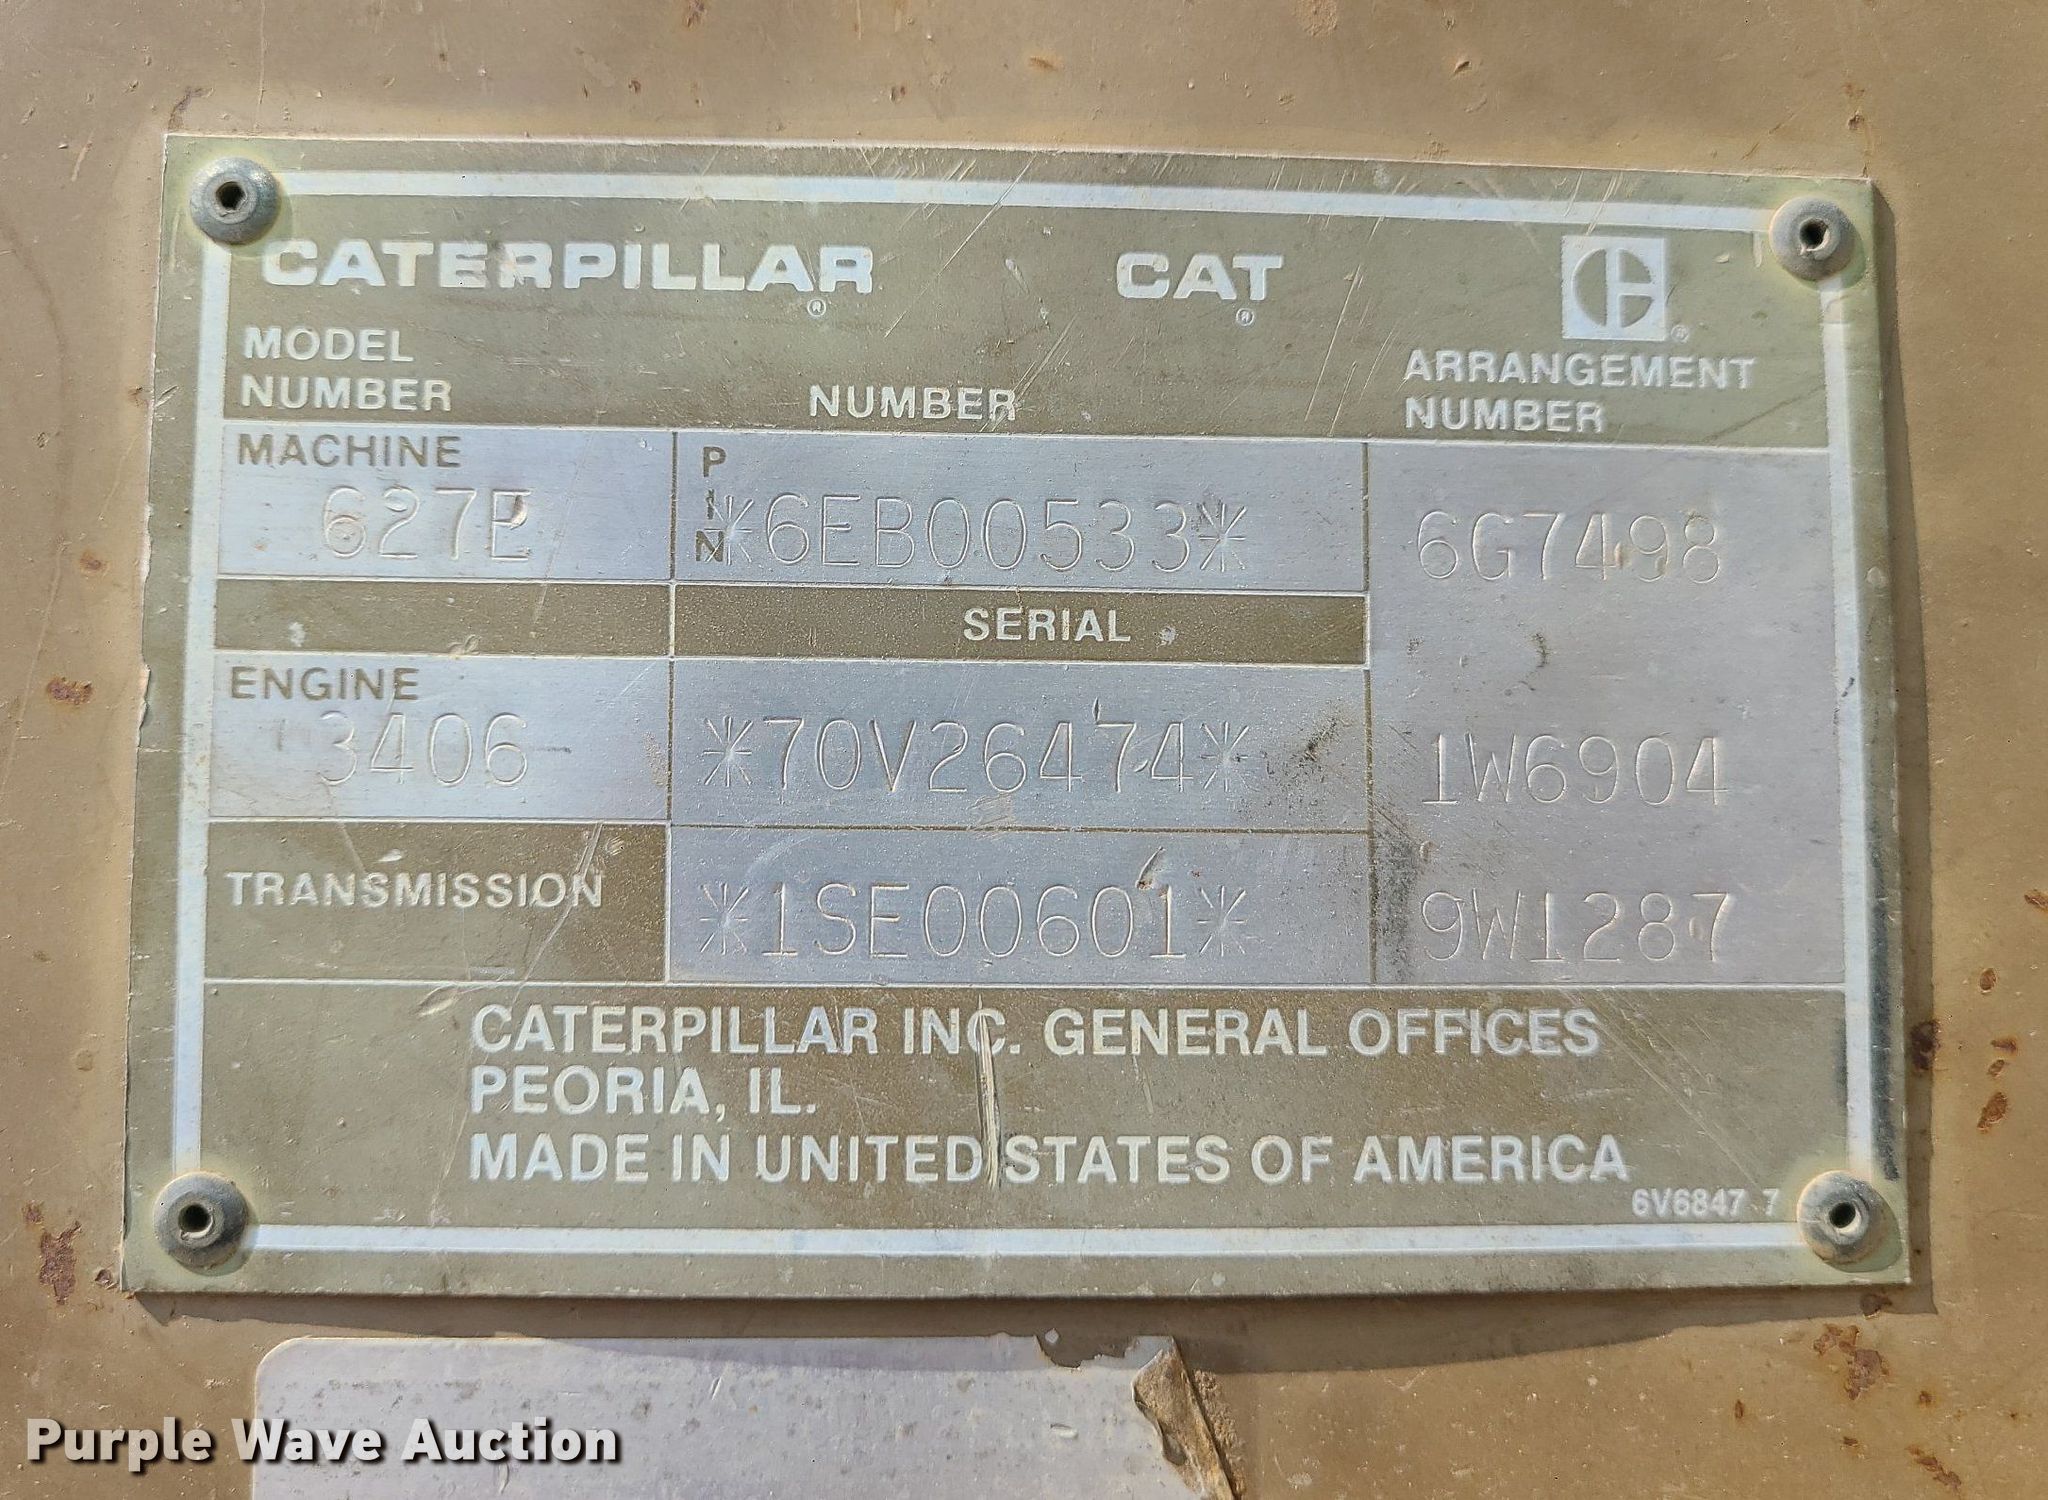 CATERPILLAR ® CAT ®
®
MODEL NUMBER NUMBER ARRANGEMENT NUMBER
MACHINE PIN
627E *6EB00533* 6G7498
SERIAL
ENGINE
3406 *70V26474* 1W6904
TRANSMISSION *1SE00601* 9W1287
CATERPILLAR INC. GENERAL OFFICES
PEORIA, IL.
MADE IN UNITED STATES OF AMERICA
6V6847 7
Purple Wave Auction